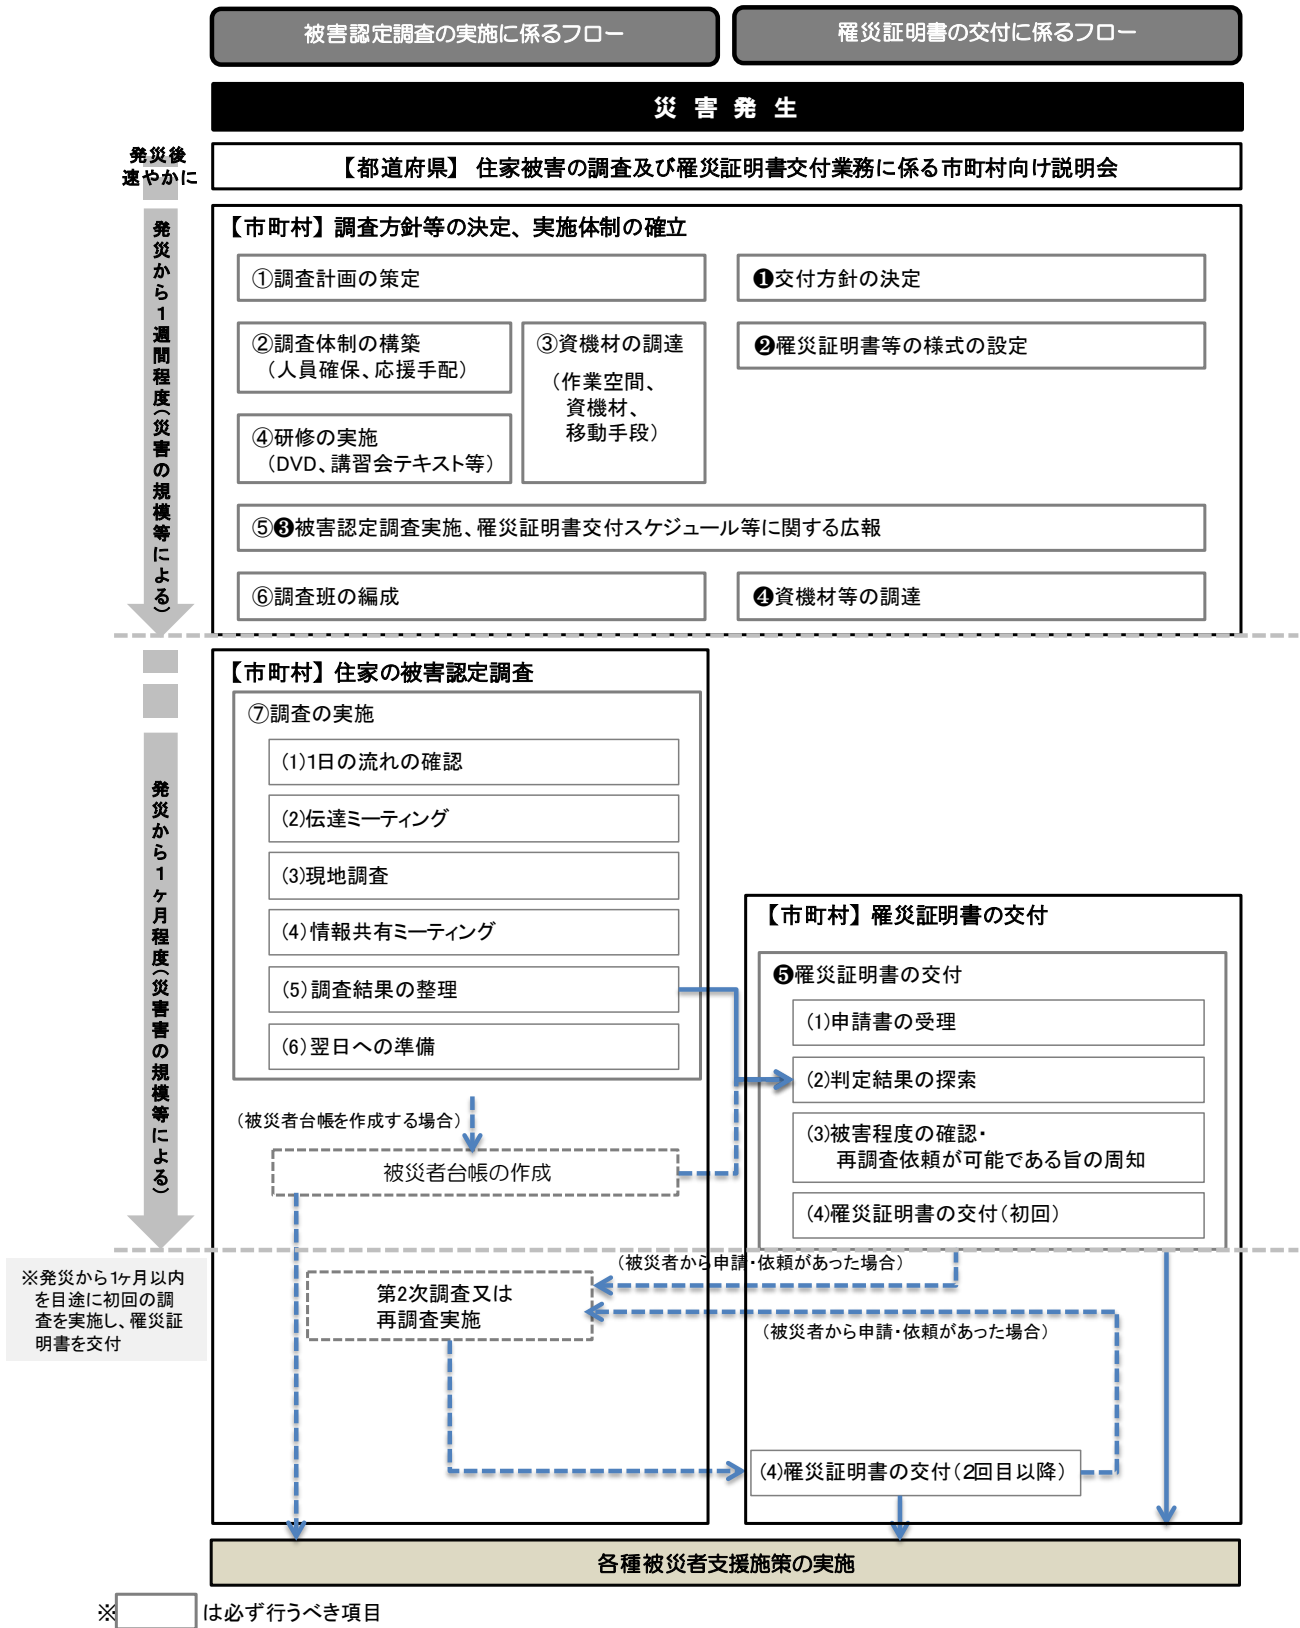 被害認定調査の実施に係るフロー
罹災証明書の交付に係るフロー
災 害 発 生
発災後
速やかに
【都道府県】 住家被害の調査及び罹災証明書交付業務に係る市町村向け説明会
発災から1週間程度(災害の規模等による)
【市町村】調査方針等の決定、実施体制の確立
①調査計画の策定
❶交付方針の決定
②調査体制の構築
(人員確保、応援手配)
③資機材の調達
(作業空間、
資機材、
移動手段)
❷罹災証明書等の様式の設定
④研修の実施
(DVD、講習会テキスト等)
⑤❸被害認定調査実施、罹災証明書交付スケジュール等に関する広報
⑥調査班の編成
❹資機材等の調達
発災から1ヶ月程度(災害害の規模等による)
【市町村】住家の被害認定調査
⑦調査の実施
(1)1日の流れの確認
(2)伝達ミーティング
(3)現地調査
(4)情報共有ミーティング
(5)調査結果の整理
(6)翌日への準備
(被災者台帳を作成する場合)
被災者台帳の作成
【市町村】罹災証明書の交付
❺罹災証明書の交付
(1)申請書の受理
(2)判定結果の探索
(3)被害程度の確認・
再調査依頼が可能である旨の周知
(4)罹災証明書の交付(初回)
※発災から1ヶ月以内
を目途に初回の調
査を実施し、罹災証
明書を交付
(被災者から申請・依頼があった場合)
第2次調査又は
再調査実施
(被災者から申請・依頼があった場合)
(4)罹災証明書の交付(2回目以降)
各種被災者支援施策の実施
※ は必ず行うべき項目